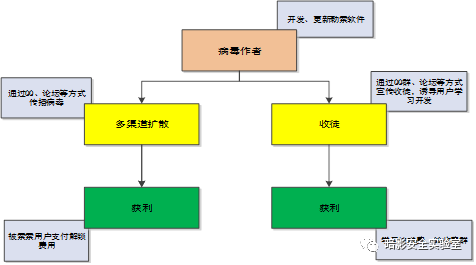 开发、更新勒索软件
病毒作者
通过QQ、论坛等方式
传播病毒
通过QQ群、论坛等方式
宣传收徒、诱导用户学
习开发
多渠道扩散
收徒
获利
获利
被索索用户支付解锁
费用
暗影安全实验室